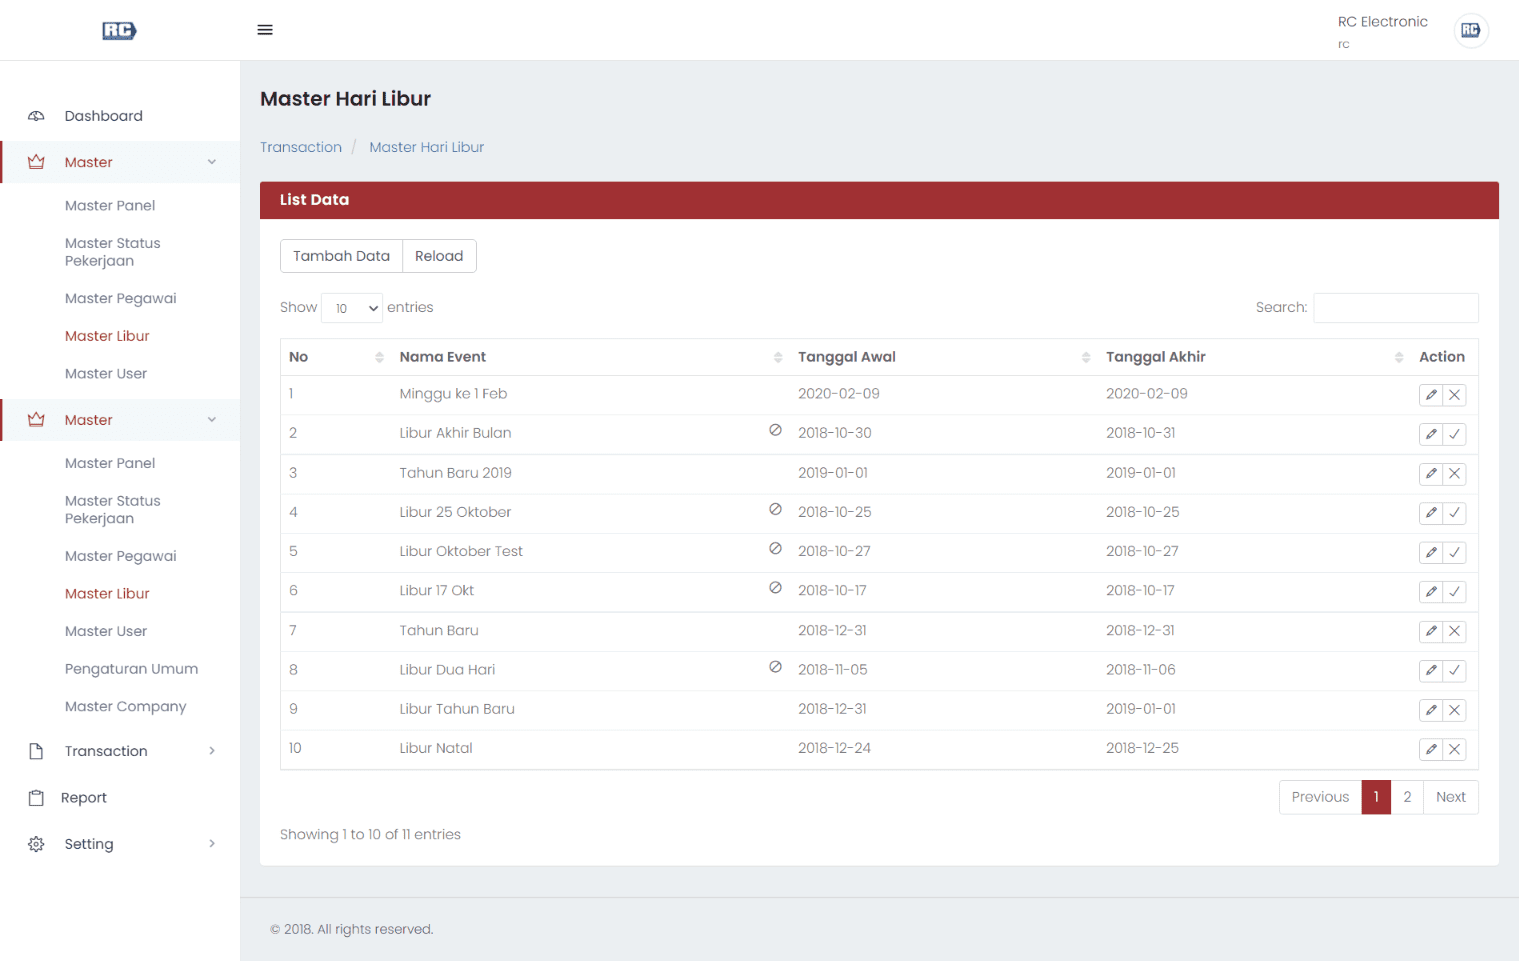 RC
RC Electronic
rc
RC
Dashboard
Master
Master Panel
Master Status
Pekerjaan
Master Pegawai
Master Libur
Master User
Master
Master Panel
Master Status
Pekerjaan
Master Pegawai
Master Libur
Master User
Pengaturan Umum
Master Company
Transaction
Report
Setting
Master Hari Libur
Transaction / Master Hari Libur
List Data
Tambah Data Reload
Show 10 entries Search:
No Nama Event Tanggal Awal Tanggal Akhir Action
1 Minggu ke 1 Feb 2020-02-09 2020-02-09
2 Libur Akhir Bulan 2018-10-30 2018-10-31
3 Tahun Baru 2019 2019-01-01 2019-01-01
4 Libur 25 Oktober 2018-10-25 2018-10-25
5 Libur Oktober Test 2018-10-27 2018-10-27
6 Libur 17 Okt 2018-10-17 2018-10-17
7 Tahun Baru 2018-12-31 2018-12-31
8 Libur Dua Hari 2018-11-05 2018-11-06
9 Libur Tahun Baru 2018-12-31 2019-01-01
10 Libur Natal 2018-12-24 2018-12-25
Previous 1 2 Next
Showing 1 to 10 of 11 entries
© 2018. All rights reserved.